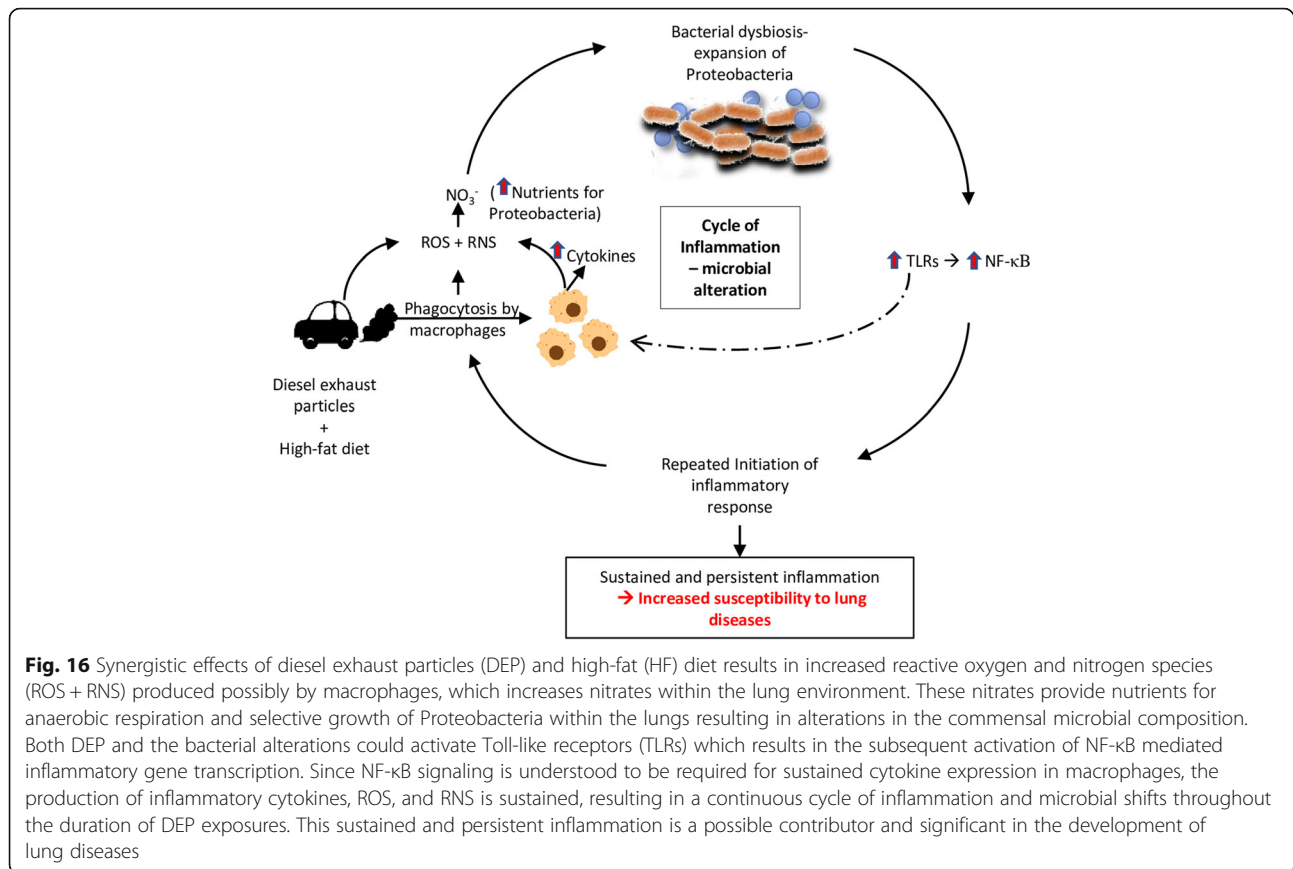 Bacterial dysbiosis-
expansion of
Proteobacteria
NO₃⁻ (Nutrients for
Proteobacteria)
ROS + RNS
Cytokines
Cycle of
Inflammation
– microbial
alteration
TLRs → NF-κB
Phagocytosis by
macrophages
Diesel exhaust
particles
+
High-fat diet
Repeated Initiation of
inflammatory
response
Sustained and persistent inflammation
→ Increased susceptibility to lung
diseases
Fig. 16 Synergistic effects of diesel exhaust particles (DEP) and high-fat (HF) diet results in increased reactive oxygen and nitrogen species
(ROS + RNS) produced possibly by macrophages, which increases nitrates within the lung environment. These nitrates provide nutrients for
anaerobic respiration and selective growth of Proteobacteria within the lungs resulting in alterations in the commensal microbial composition.
Both DEP and the bacterial alterations could activate Toll-like receptors (TLRs) which results in the subsequent activation of NF-κB mediated
inflammatory gene transcription. Since NF-κB signaling is understood to be required for sustained cytokine expression in macrophages, the
production of inflammatory cytokines, ROS, and RNS is sustained, resulting in a continuous cycle of inflammation and microbial shifts throughout
the duration of DEP exposures. This sustained and persistent inflammation is a possible contributor and significant in the development of
lung diseases